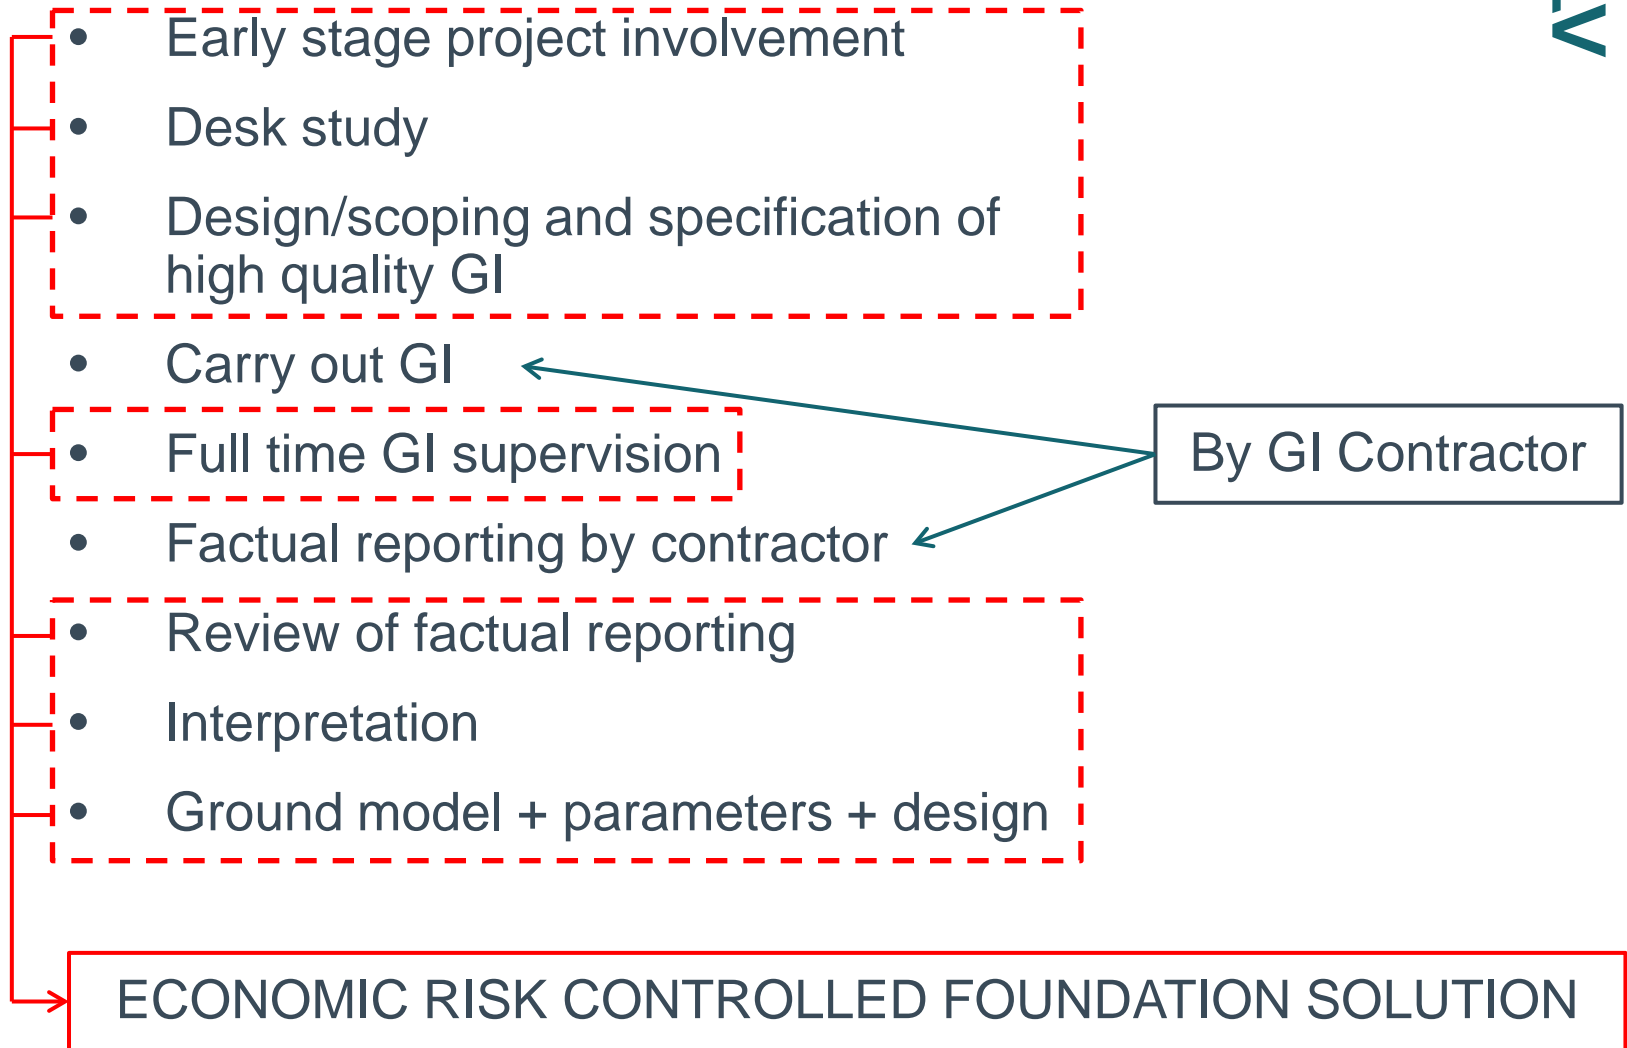 • Early stage project involvement
• Desk study
• Design/scoping and specification of
high quality GI
• Carry out GI
• Full time GI supervision
By GI Contractor
• Factual reporting by contractor
• Review of factual reporting
• Interpretation
• Ground model + parameters + design
ECONOMIC RISK CONTROLLED FOUNDATION SOLUTION